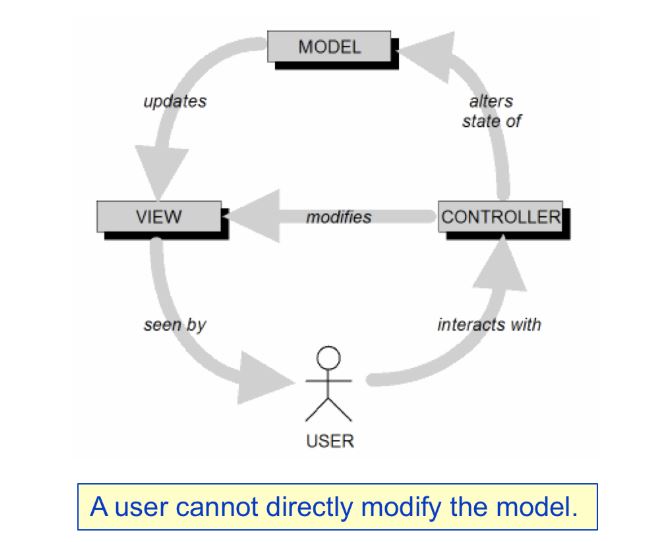 MODEL
updates
alters
state of
VIEW
modifies
CONTROLLER
seen by
interacts with
USER
A user cannot directly modify the model.